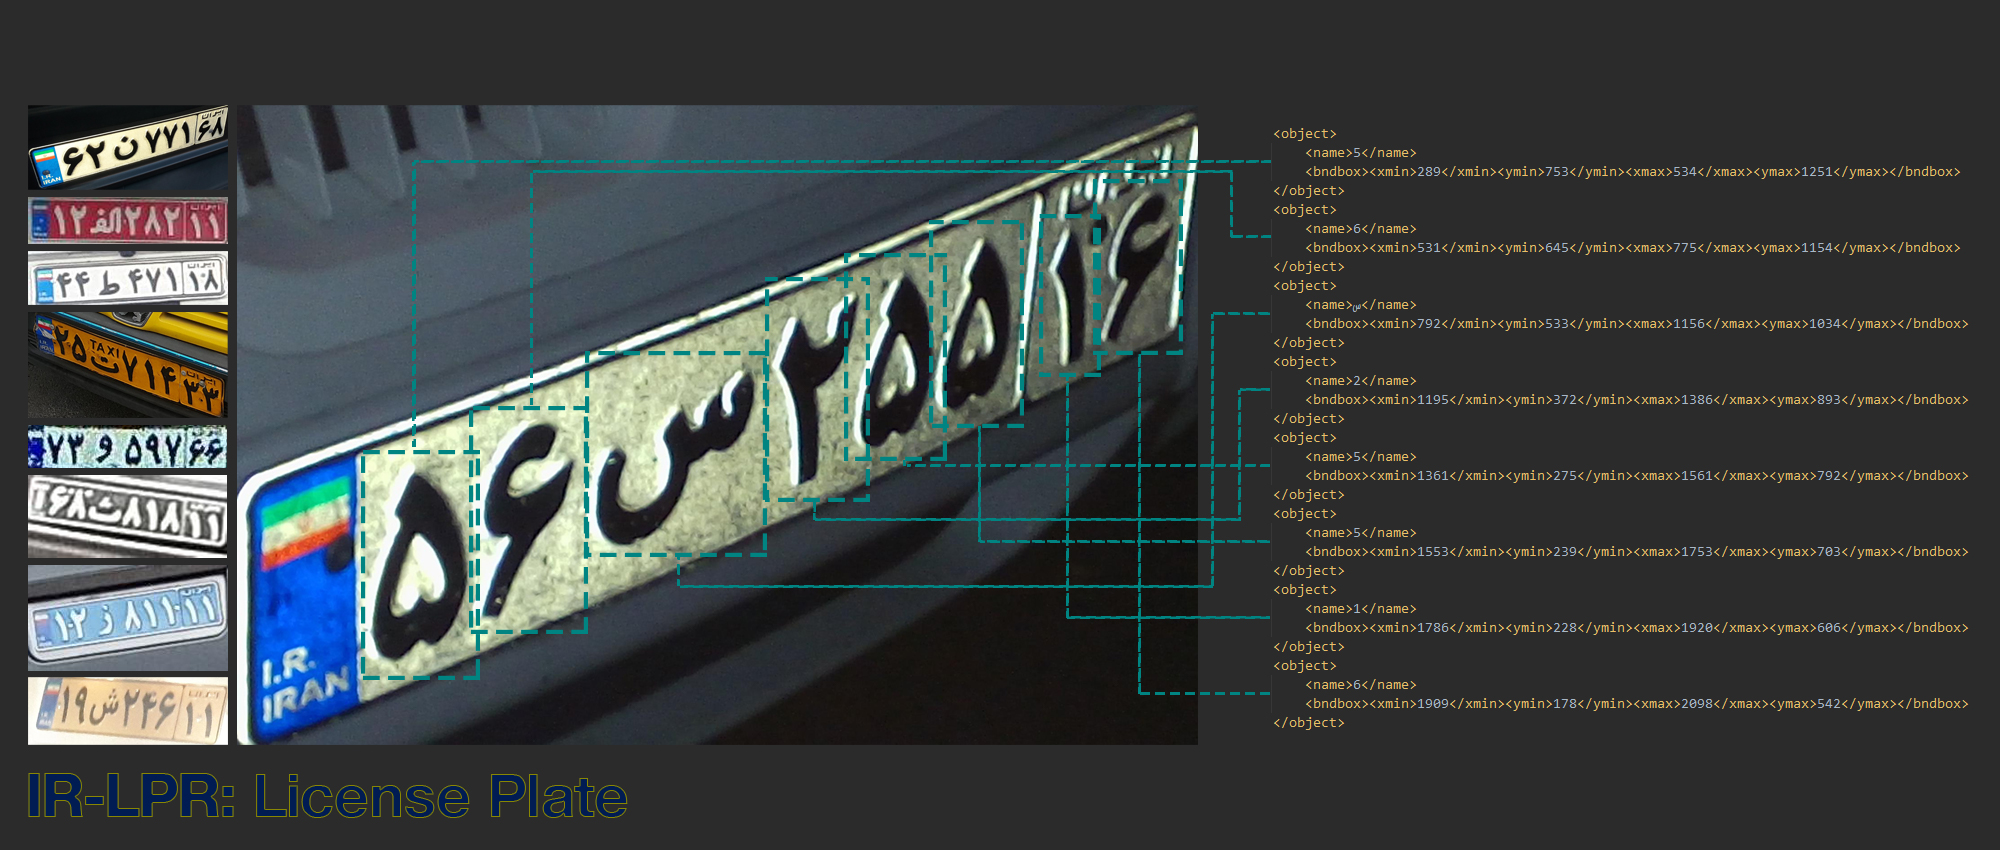 ۶۲ ن ۷۷۱ ۶۸
ایران
I.R.
IRAN
۱۲ الف ۲۸۲ ۱۱
۴۴ ط ۴۷۱ ۱۸
TAXI
۲۵ ت ۷۱۴ ۳۳
۷۳ و ۵۹۷ ۶۶
۶۸ ث ۸۱۸ ۱۱
۱۲ ز ۸۱۱ ۱۱
۱۹ ش ۲۴۶ ۱۱
ایران
۵۶ س ۲۵۵ ۱۶
I.R.
IRAN
<object>
<name>5</name>
<bndbox><xmin>289</xmin><ymin>753</ymin><xmax>534</xmax><ymax>1251</ymax></bndbox>
</object>
<object>
<name>6</name>
<bndbox><xmin>531</xmin><ymin>645</ymin><xmax>775</xmax><ymax>1154</ymax></bndbox>
</object>
<object>
<name>س</name>
<bndbox><xmin>792</xmin><ymin>533</ymin><xmax>1156</xmax><ymax>1034</ymax></bndbox>
</object>
<object>
<name>2</name>
<bndbox><xmin>1195</xmin><ymin>372</ymin><xmax>1386</xmax><ymax>893</ymax></bndbox>
</object>
<object>
<name>5</name>
<bndbox><xmin>1361</xmin><ymin>275</ymin><xmax>1561</xmax><ymax>792</ymax></bndbox>
</object>
<object>
<name>5</name>
<bndbox><xmin>1553</xmin><ymin>239</ymin><xmax>1753</xmax><ymax>703</ymax></bndbox>
</object>
<object>
<name>1</name>
<bndbox><xmin>1786</xmin><ymin>228</ymin><xmax>1920</xmax><ymax>606</ymax></bndbox>
</object>
<object>
<name>6</name>
<bndbox><xmin>1909</xmin><ymin>178</ymin><xmax>2098</xmax><ymax>542</ymax></bndbox>
</object>
IR-LPR: License Plate